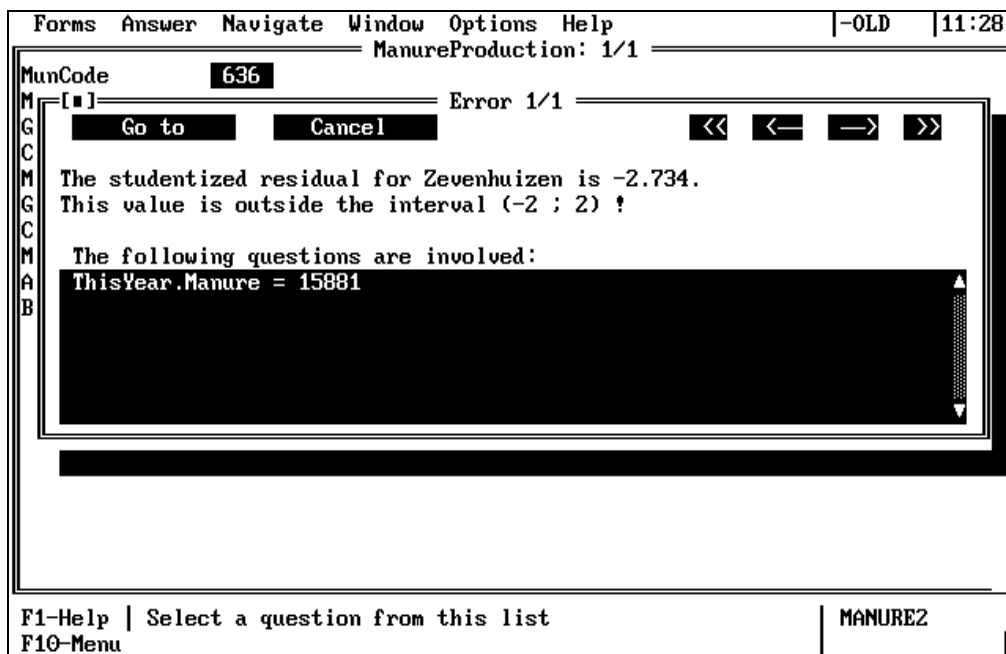 Forms Answer Navigate Window Options Help -OLD 11:28
ManureProduction: 1/1
MunCode 636
M [■] Error 1/1
G Go to Cancel << <— —> >>
C
M The studentized residual for Zevenhuizen is -2.734.
G This value is outside the interval (-2 ; 2) !
C
M The following questions are involved:
A ThisYear.Manure = 15881
B
F1-Help | Select a question from this list MANURE2
F10-Menu